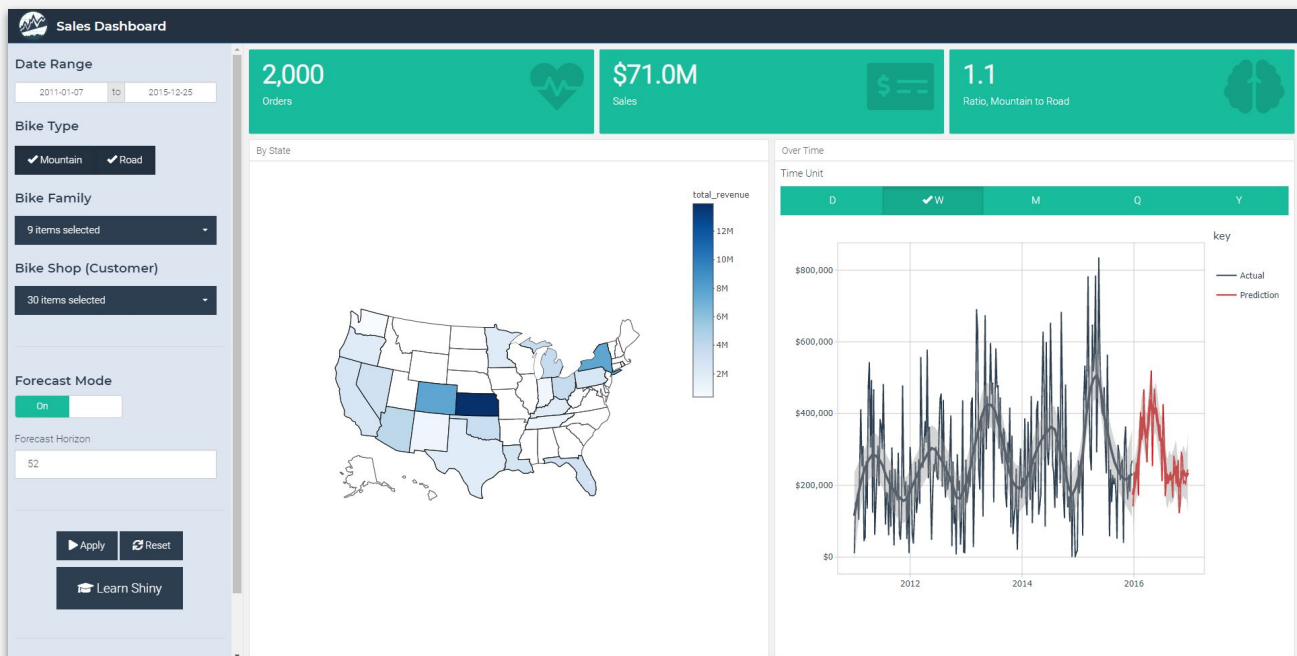 Sales Dashboard
Date Range
2011-01-07 to 2015-12-25
Bike Type
Mountain Road
Bike Family
9 items selected
Bike Shop (Customer)
30 items selected
Forecast Mode
On
Forecast Horizon
52
Apply Reset
Learn Shiny
2,000
Orders
$71.0M
Sales
$
1.1
Ratio, Mountain to Road
By State
total_revenue
12M
10M
8M
6M
4M
2M
Over Time
Time Unit
D W M Q Y
key
Actual
Prediction
$800,000
$600,000
$400,000
$200,000
$0
2012 2014 2016